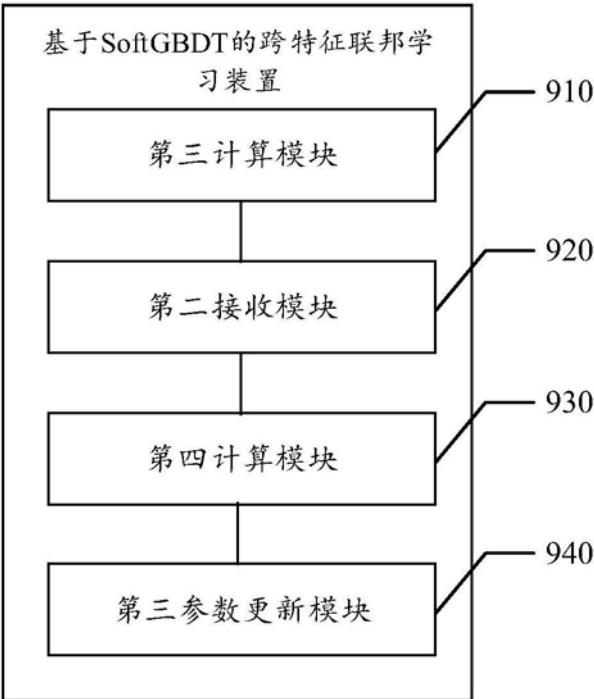 基于SoftGBDT的跨特征联邦学
习装置
910
第三计算模块
920
第二接收模块
930
第四计算模块
940
第三参数更新模块